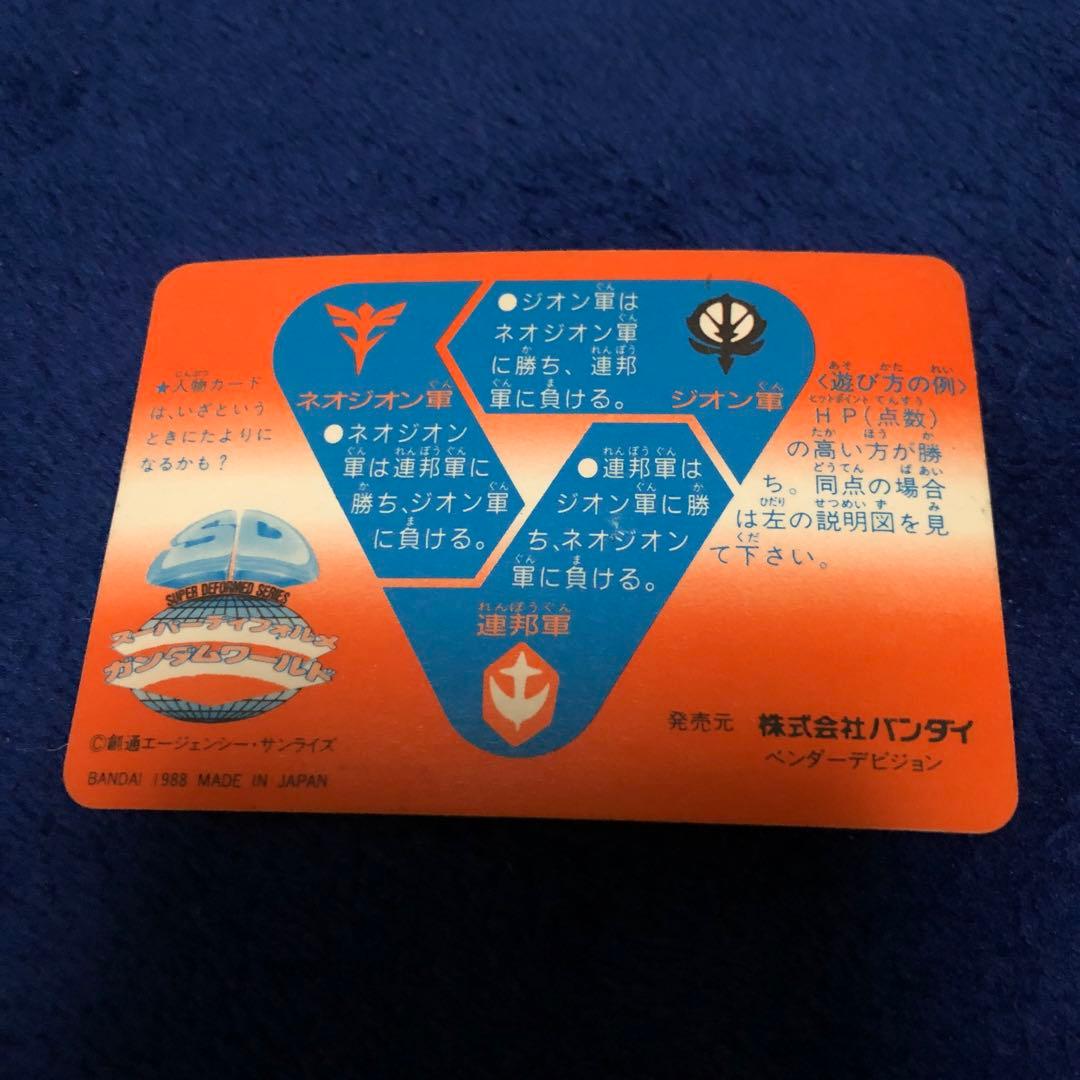 ★人物カード
は、いざという
ときにたよりに
なるかも？
ネオジオン軍
●ネオジオン
軍は連邦軍に
勝ち、ジオン軍
に負ける。
●ジオン軍は
ネオジオン軍
に勝ち、連邦
軍に負ける。
ジオン軍
●連邦軍は
ジオン軍に勝
ち、ネオジオン
軍に負ける。
連邦軍
〈遊び方の例〉
HP(点数)
の高い方が勝
ち。同点の場合
は左の説明図を見
て下さい。
SUPER DEFORMED SERIES
スーパーディフォルメ
ガンダムワールド
©創通エージェンシー・サンライズ
BANDAI 1988 MADE IN JAPAN
発売元 株式会社バンダイ
ベンダーデビジョン